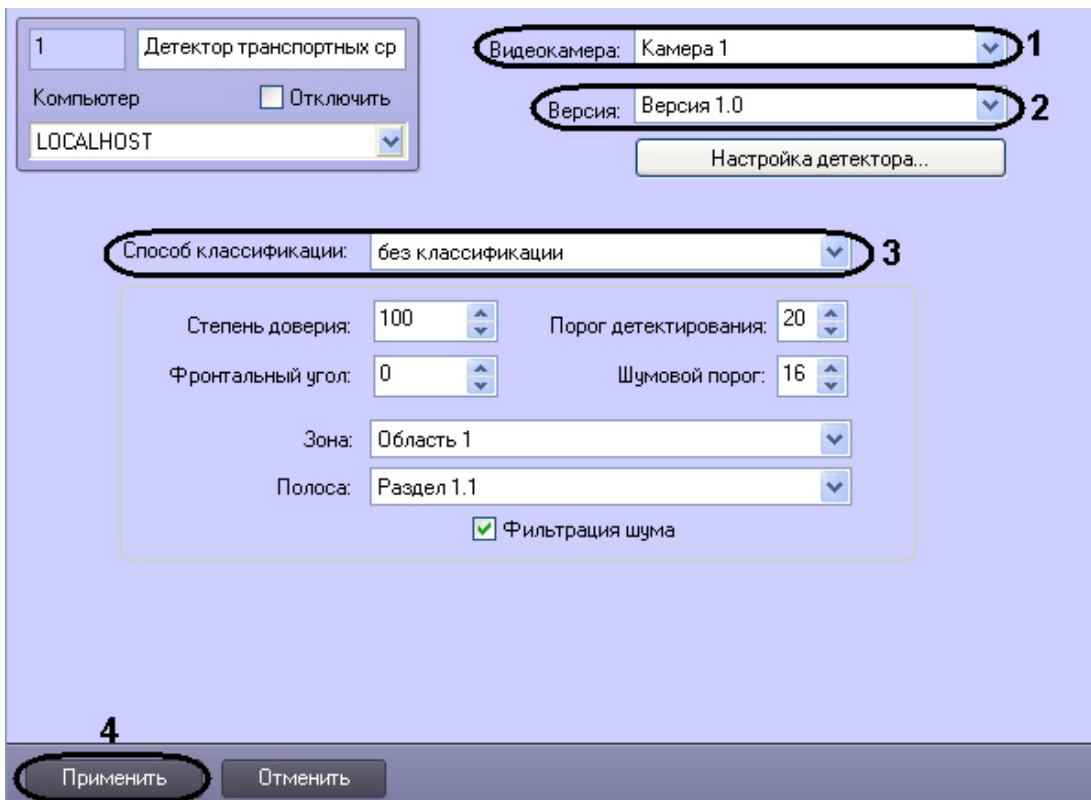 1 Детектор транспортных ср
Компьютер Отключить
LOCALHOST
Видеокамера: Камера 1 1
Версия: Версия 1.0 2
Настройка детектора...
Способ классификации: без классификации 3
Степень доверия: 100 Порог детектирования: 20
Фронтальный угол: 0 Шумовой порог: 16
Зона: Область 1
Полоса: Раздел 1.1
Фильтрация шума
4
Применить Отменить